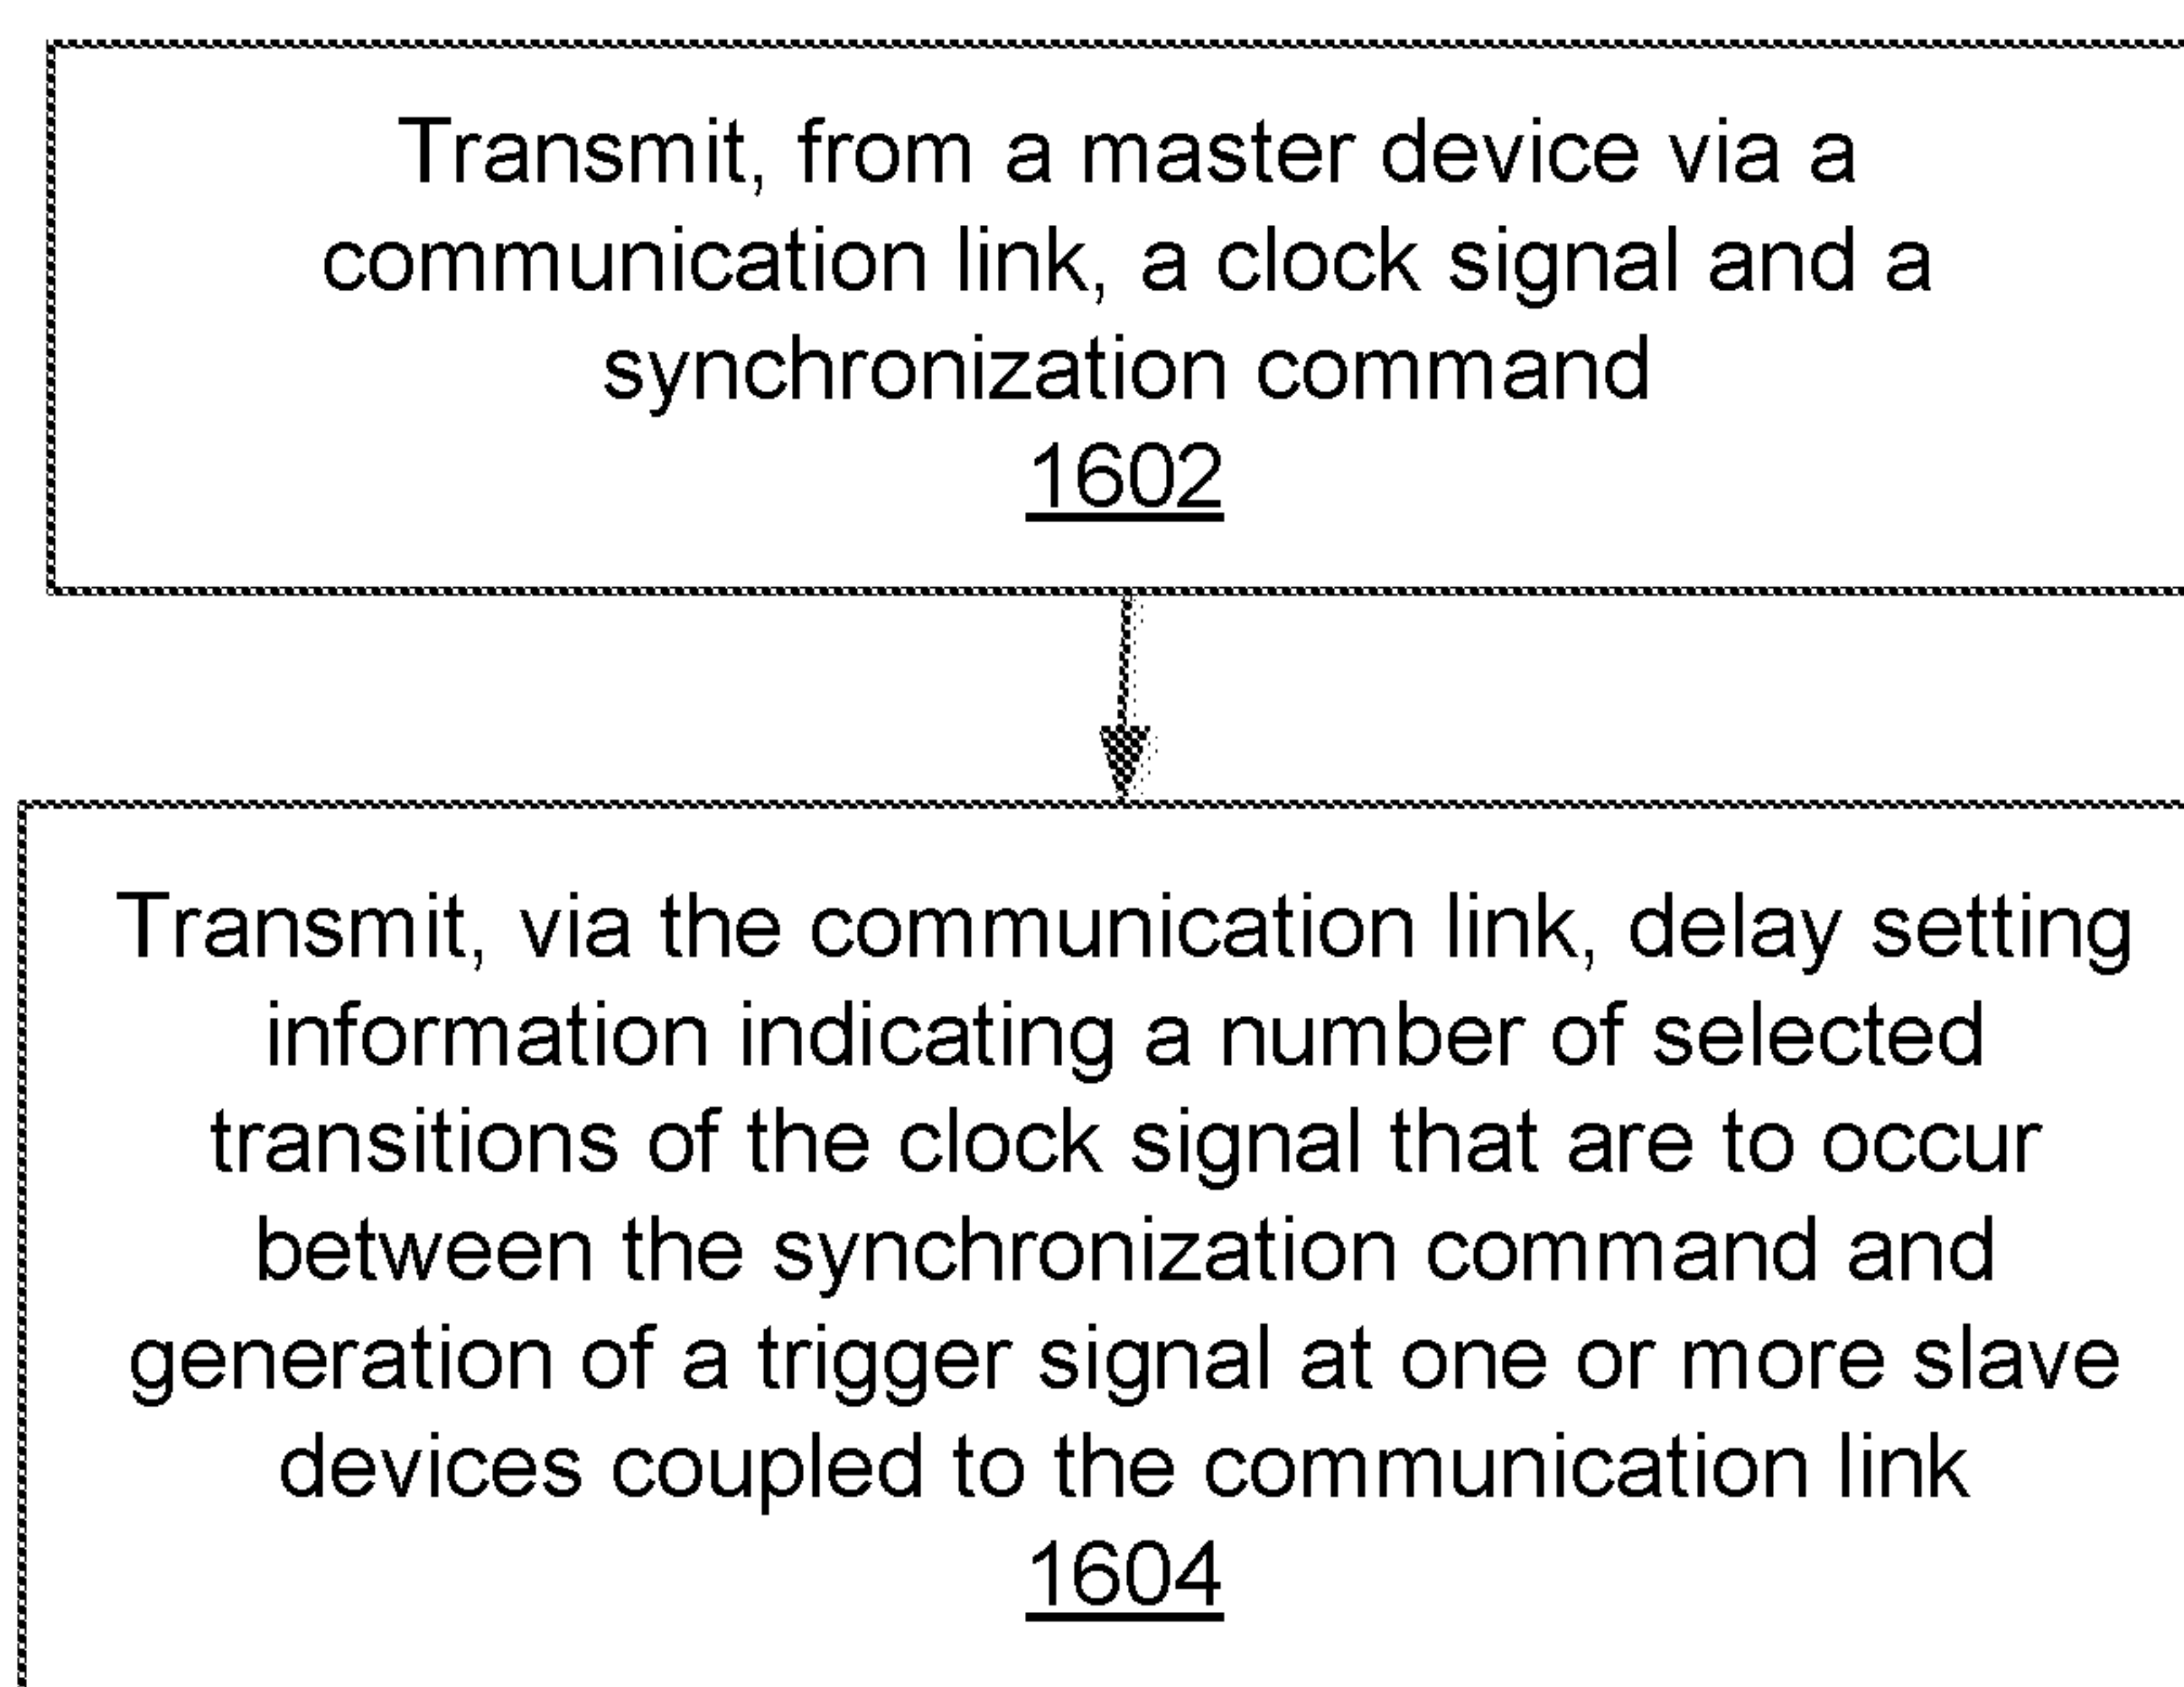 Transmit, from a master device via a
communication link, a clock signal and a
synchronization command
1602
Transmit, via the communication link, delay setting
information indicating a number of selected
transitions of the clock signal that are to occur
between the synchronization command and
generation of a trigger signal at one or more slave
devices coupled to the communication link
1604